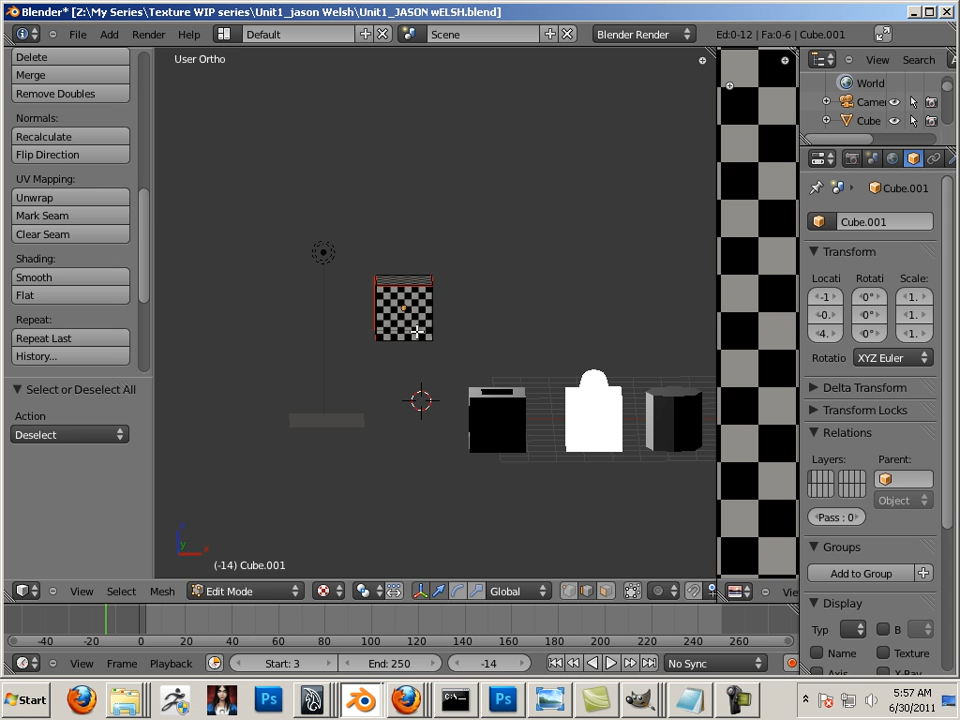 Blender* [Z:\My Series\Texture WIP series\Unit1_jason Welsh\Unit1_JASON wELSH.blend]
File Add Render Help Default Scene Blender Render Ed:0-12 | Fa:0-6 | Cube.001
Delete
Merge
Remove Doubles
Normals:
Recalculate
Flip Direction
UV Mapping:
Unwrap
Mark Seam
Clear Seam
Shaling:
Smooth
Flat
Repeat:
Repeat Last
History...
Select or Deselect All
Action
Deselect
User Ortho
(-14) Cube.001
View Select Mesh Edit Mode Global
View Search
World
Camer
Cube
Cube.001
Cube.001
Transform
Locati Rotati Scale:
-1 0° 1.
-0. 0° 1.
4. 0° 1.
Rotatio XYZ Euler
Delta Transform
Transform Locks
Relations
Layers: Parent:
Object
Pass : 0
Groups
Add to Group
Display
Typ B
Name Texture
-40 -20 0 20 40 60 80 100 120 140 160 180 200 220 240 260
View Frame Playback Start: 3 End: 250 -14 No Sync
Start
5:57 AM
6/30/2011